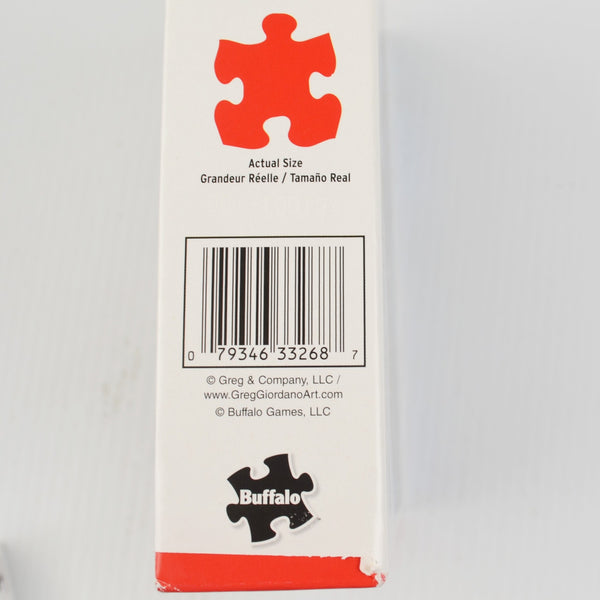 Actual Size
Grandeur Réelle / Tamaño Real
0 79346 33268 7
© Greg & Company, LLC /
www.GregGiordanoArt.com
© Buffalo Games, LLC
Buffalo